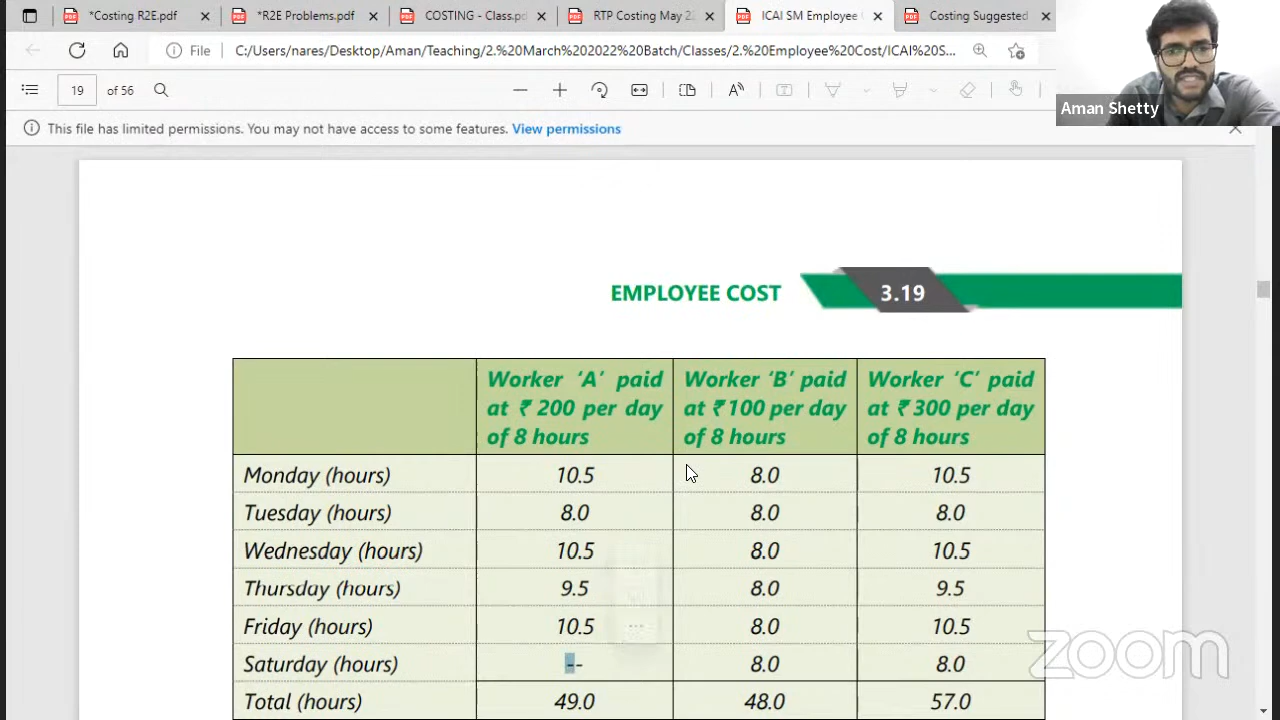 *Costing R2E.pdf
*R2E Problems.pdf
COSTING - Class.pd
RTP Costing May 22
ICAI SM Employee
Costing Suggested
File
C:/Users/nares/Desktop/Aman/Teaching/2.%20March%202022%20Batch/Classes/2.%20Employee%20Cost/ICAI%20S...
19 of 56
Aman Shetty
This file has limited permissions. You may not have access to some features. View permissions
EMPLOYEE COST 3.19
Worker ‘A’ paid at ₹ 200 per day of 8 hours
Worker ‘B’ paid at ₹ 100 per day of 8 hours
Worker ‘C’ paid at ₹ 300 per day of 8 hours
Monday (hours) 10.5 8.0 10.5
Tuesday (hours) 8.0 8.0 8.0
Wednesday (hours) 10.5 8.0 10.5
Thursday (hours) 9.5 8.0 9.5
Friday (hours) 10.5 8.0 10.5
Saturday (hours) -- 8.0 8.0
Total (hours) 49.0 48.0 57.0
zoom